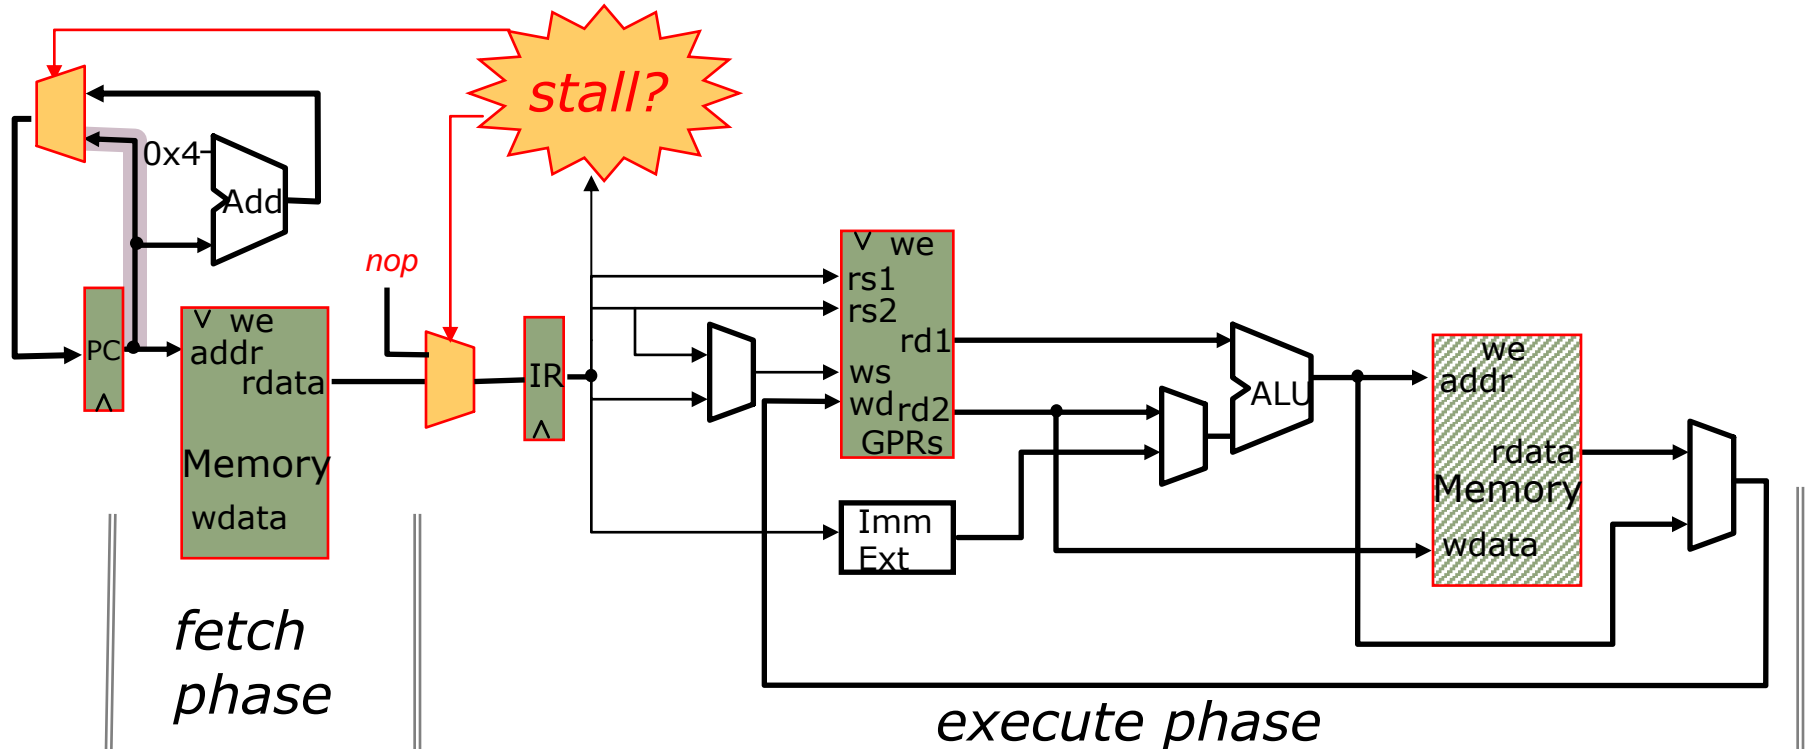 stall?
0x4
Add
nop
PC
we
addr
rdata
Memory
wdata
IR
we
rs1
rs2
rd1
ws
wd
rd2
GPRs
Imm
Ext
ALU
we
addr
rdata
Memory
wdata
fetch
phase
execute phase